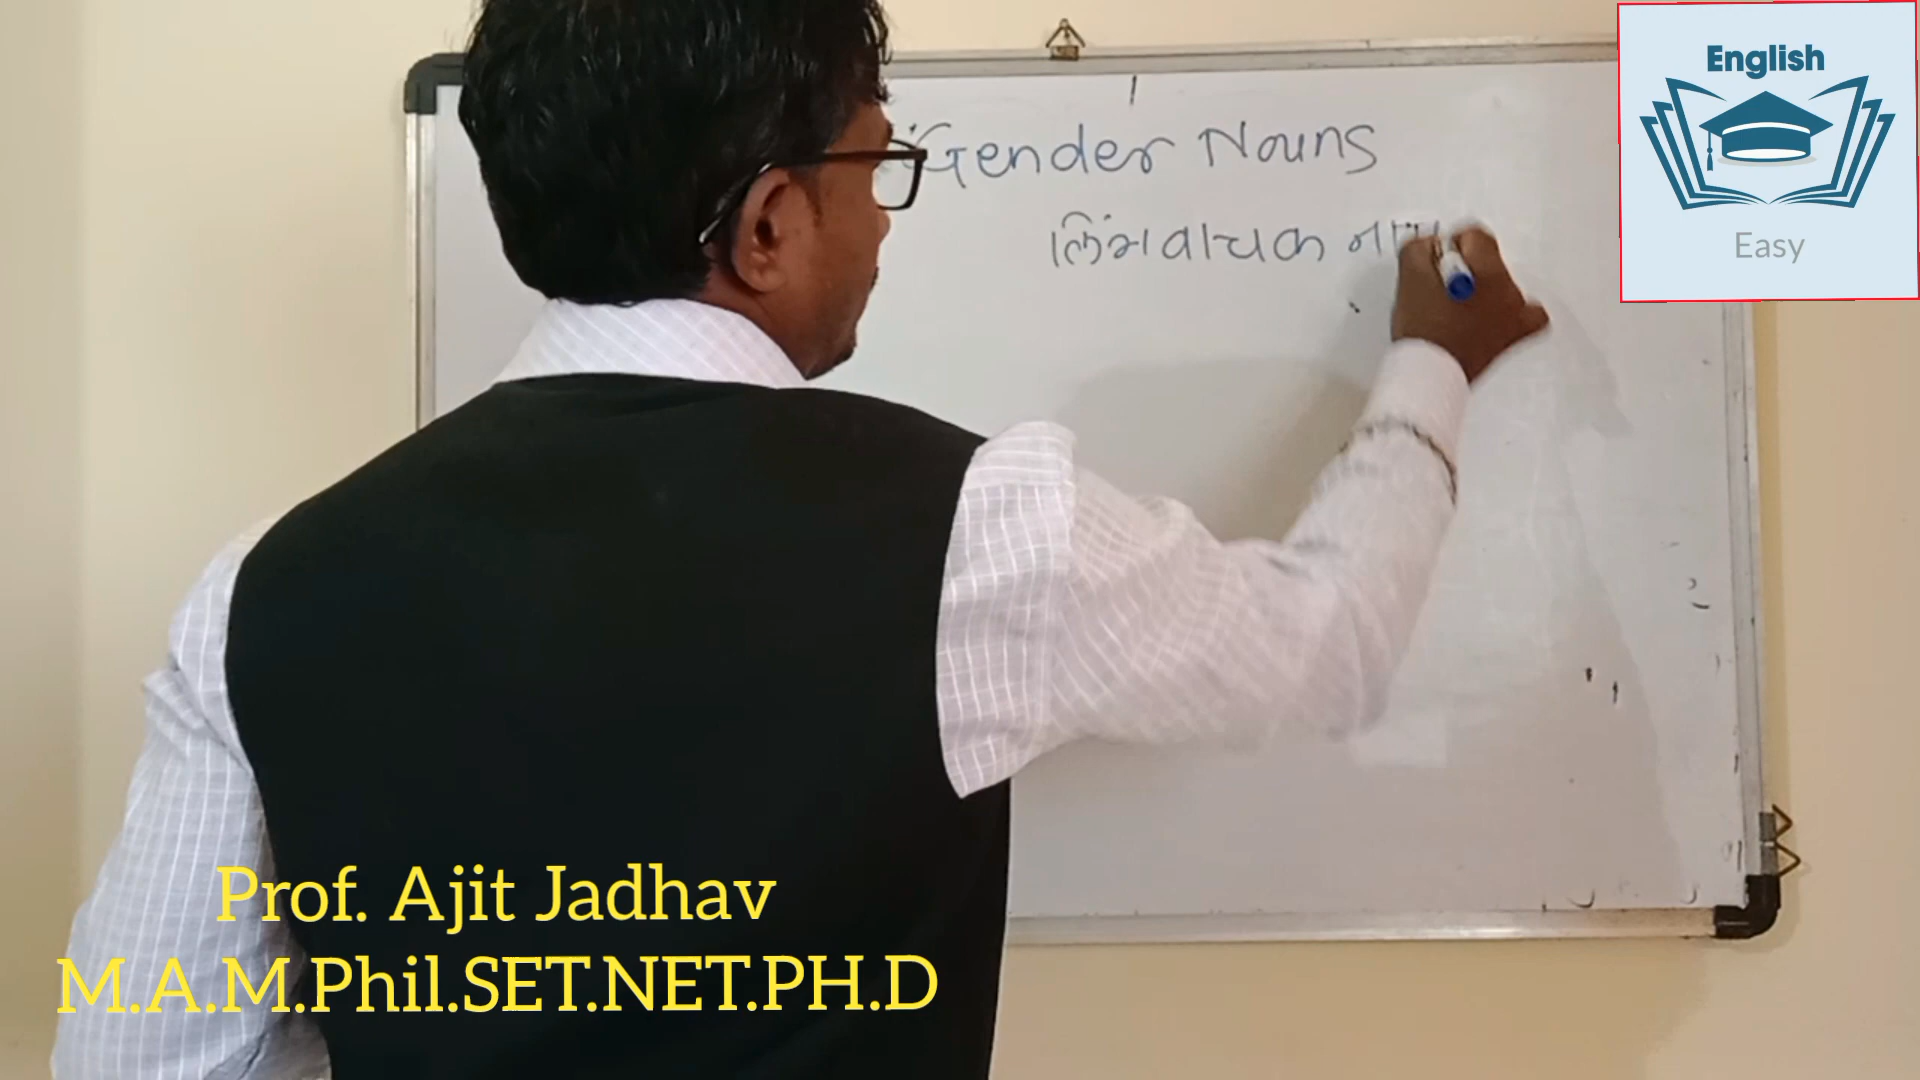 Gender Nouns
लिंगवाचक
English
Easy
Prof. Ajit Jadhav
M.A.M.Phil.SET.NET.PH.D